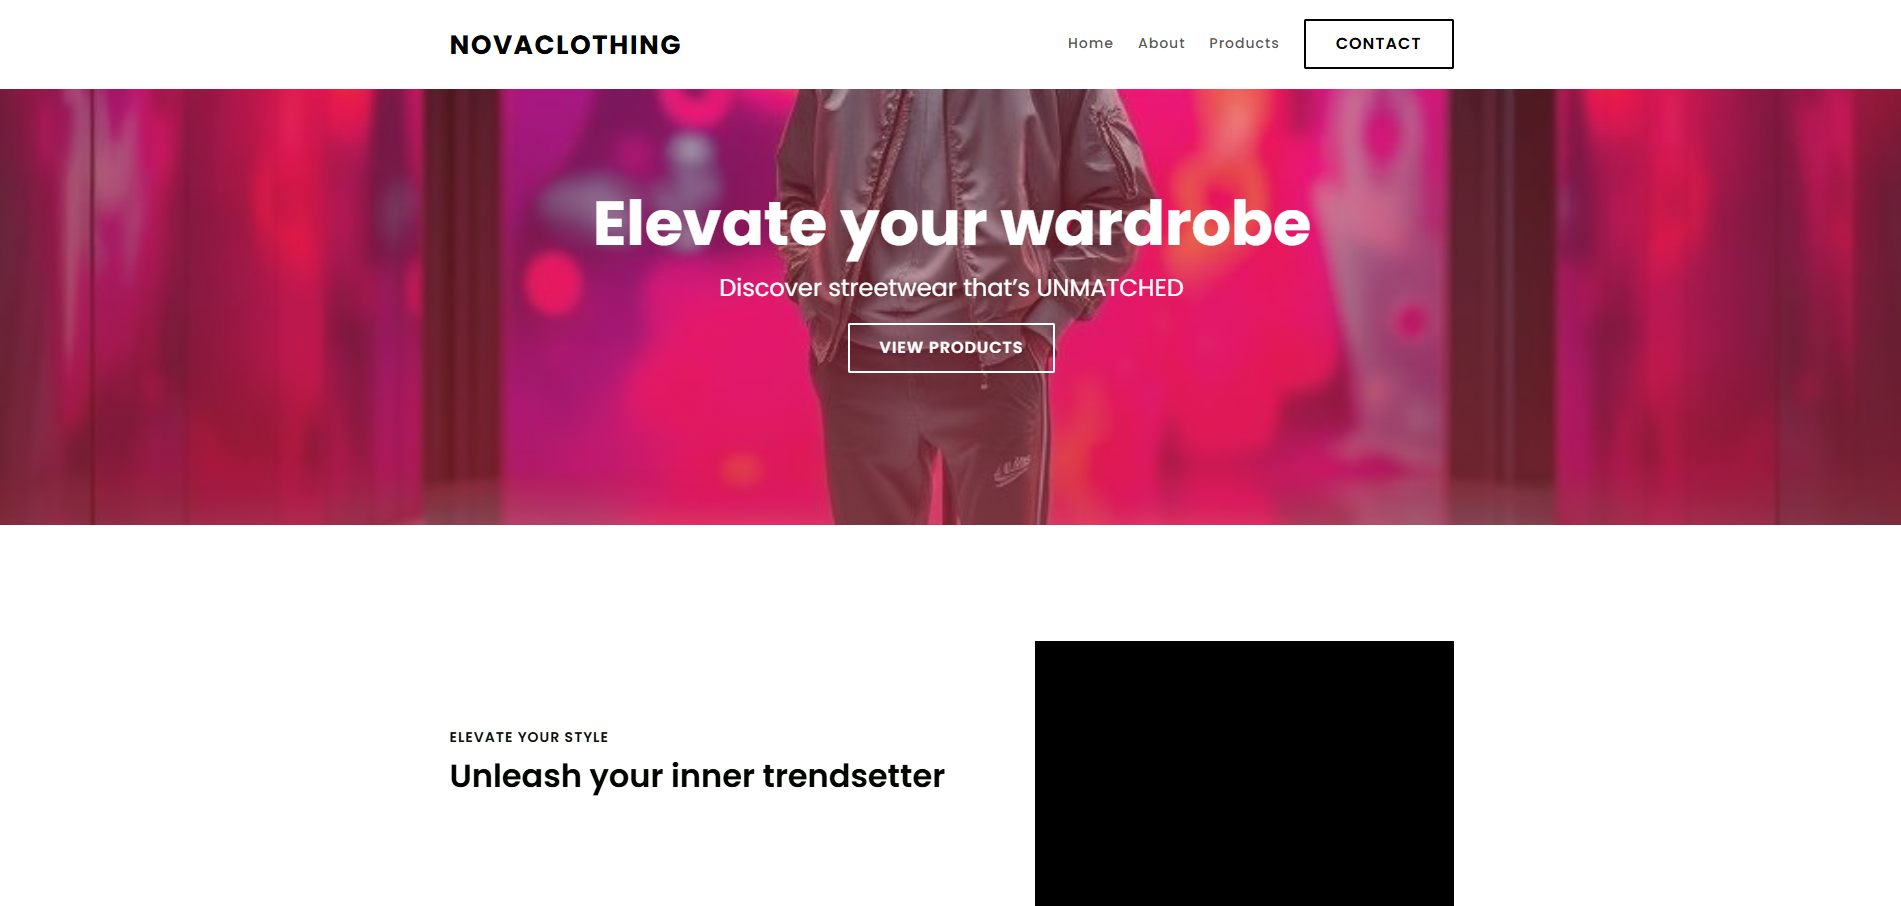 NOVACLOTHING
Home About Products CONTACT
Elevate your wardrobe
Discover streetwear that’s UNMATCHED
VIEW PRODUCTS
ELEVATE YOUR STYLE
Unleash your inner trendsetter